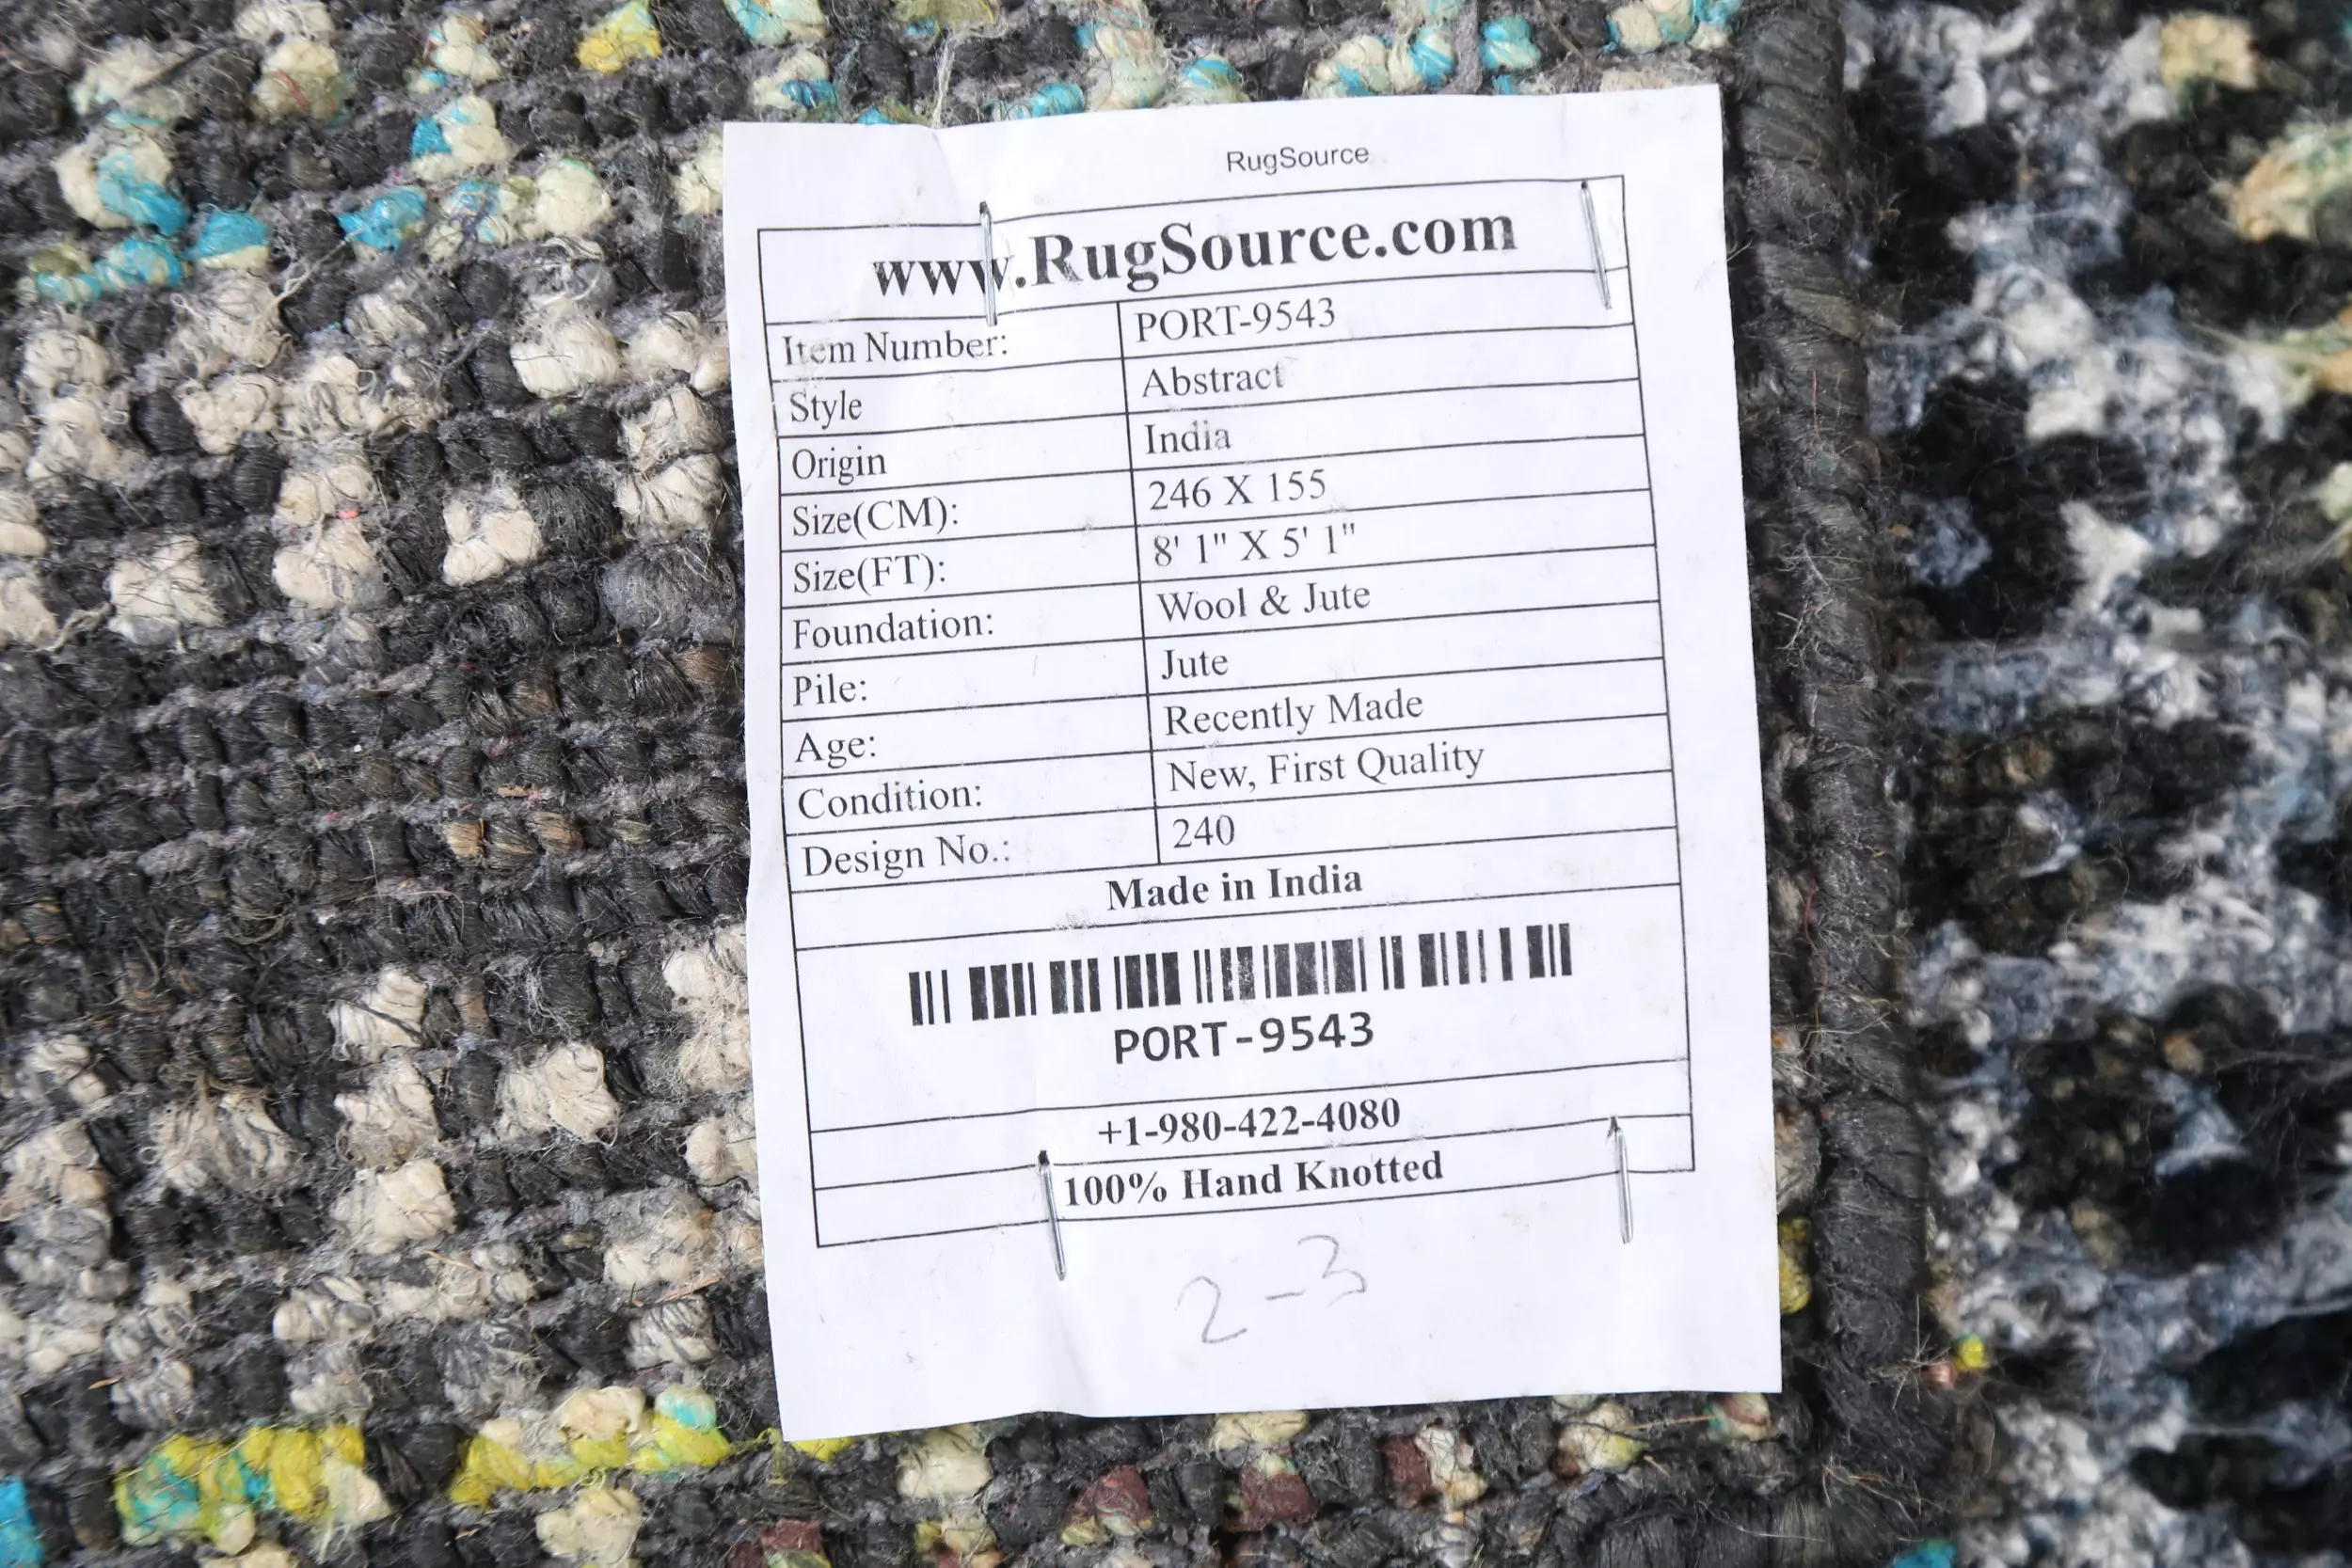 RugSource
www.RugSource.com
Item Number: PORT-9543
Style Abstract
Origin India
Size(CM): 246 X 155
Size(FT): 8' 1" X 5' 1"
Foundation: Wool & Jute
Pile: Jute
Age: Recently Made
Condition: New, First Quality
Design No.: 240
Made in India
PORT-9543
+1-980-422-4080
100% Hand Knotted
2-3